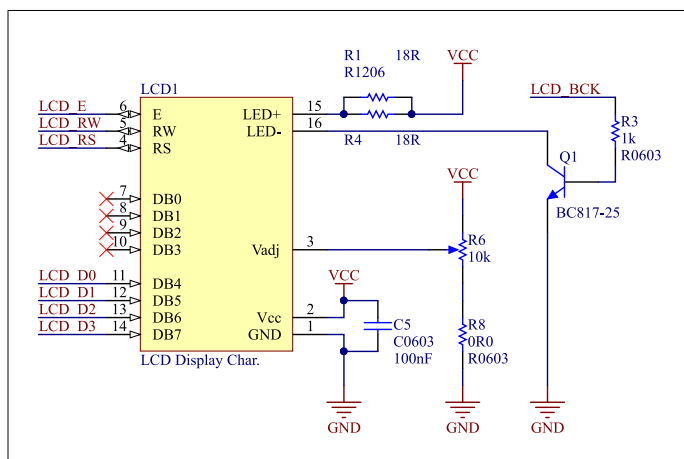 LCD1
R1 18R
R1206
VCC
LCD_BCK
LCD_E 6 E
LED+ 15
LCD_RW 5 RW
LED- 16
LCD_RS 4 RS
R4 18R
R3
1k
R0603
Q1
BC817-25
7 DB0
8 DB1
9 DB2
10 DB3
VCC
Vadj 3
R6
10k
LCD_D0 11 DB4
LCD_D1 12 DB5
LCD_D2 13 DB6
LCD_D3 14 DB7
VCC
Vcc 2
GND 1
C5
C0603
100nF
R8
0R0
R0603
LCD Display Char.
GND
GND
GND